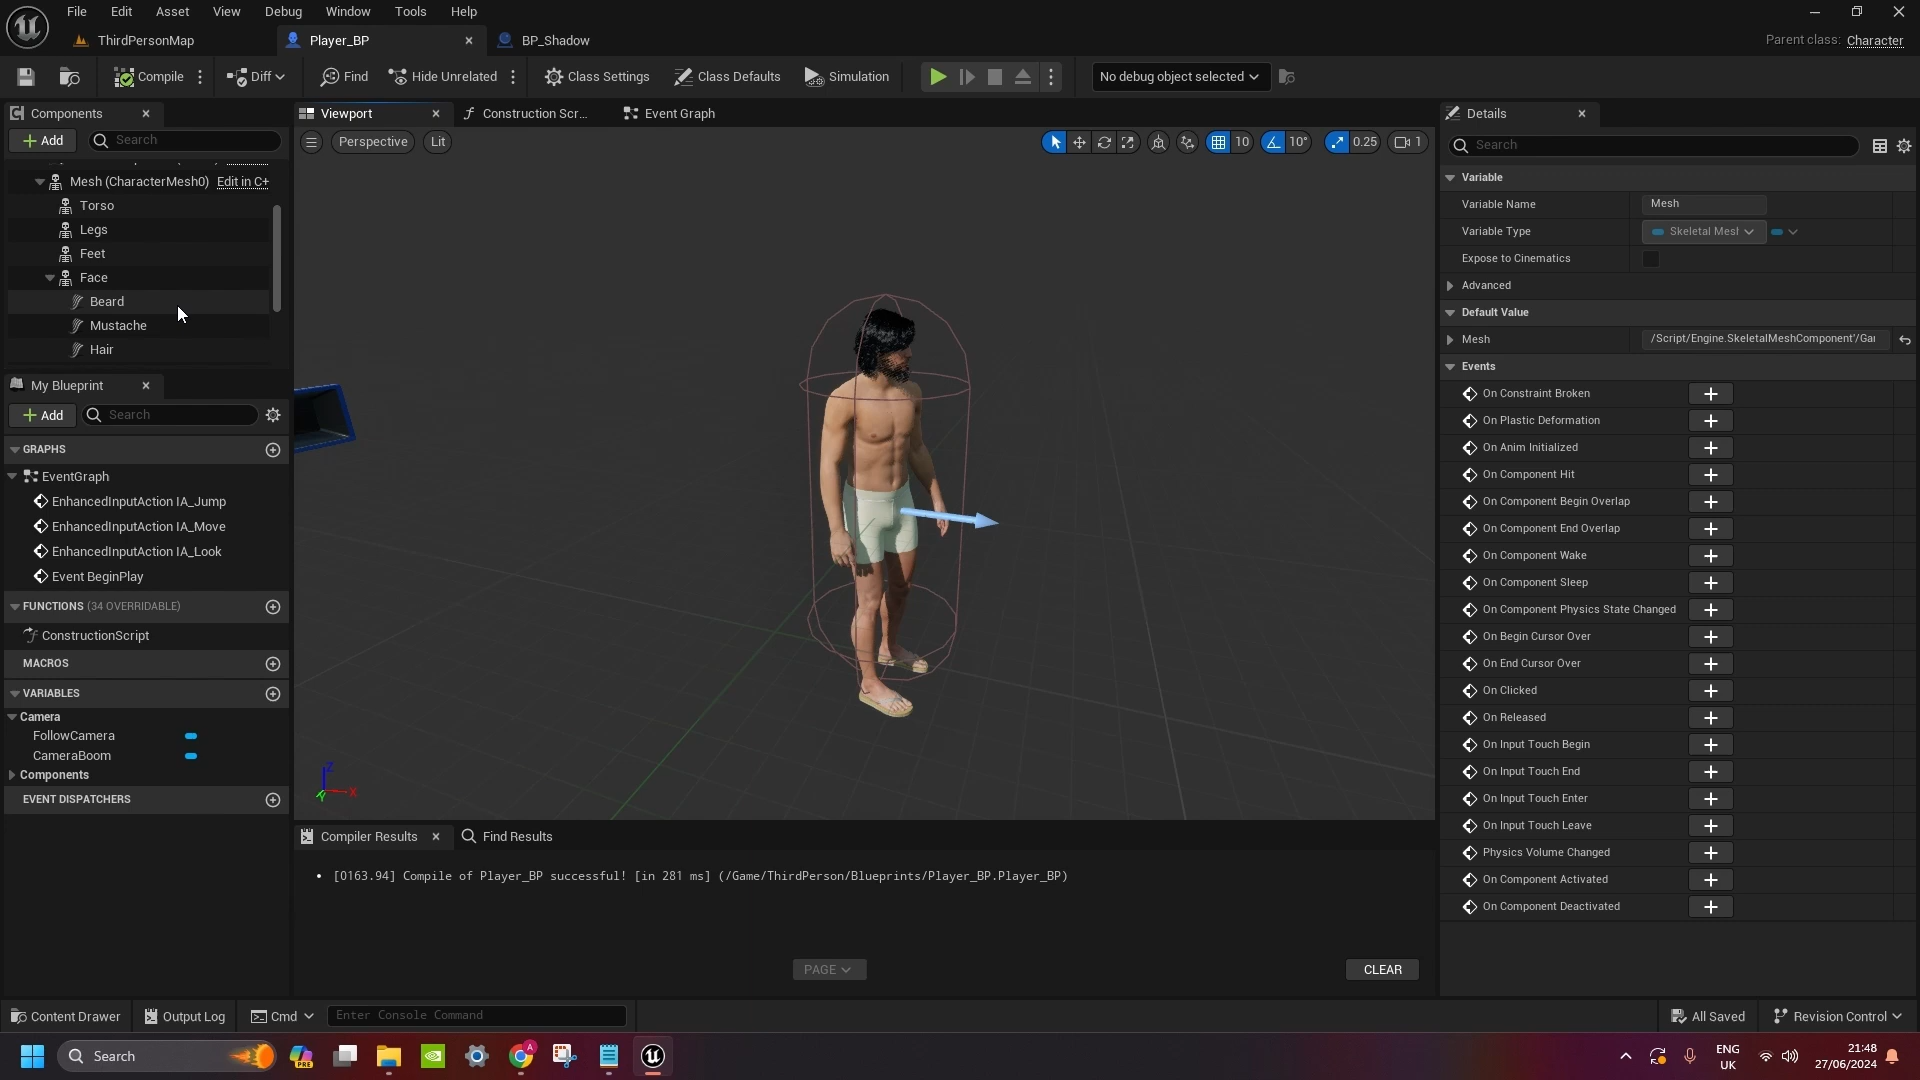 File Edit Asset View Debug Window Tools Help
ThirdPersonMap Player_BP BP_Shadow
Parent class: Character
Compile Diff Find Hide Unrelated Class Settings Class Defaults Simulation No debug object selected
Components
Add Search
Mesh (CharacterMesh0) Edit in C+
Torso
Legs
Feet
Face
Beard
Mustache
Hair
My Blueprint
Add Search
GRAPHS
EventGraph
EnhancedInputAction IA_Jump
EnhancedInputAction IA_Move
EnhancedInputAction IA_Look
Event BeginPlay
FUNCTIONS (34 OVERRIDABLE)
ConstructionScript
MACROS
VARIABLES
Camera
FollowCamera
CameraBoom
Components
EVENT DISPATCHERS
Viewport Construction Scr... Event Graph
Perspective Lit 10 10° 0.25 1
Z
X
Y
Compiler Results Find Results
[0163.94] Compile of Player_BP successful! [in 281 ms] (/Game/ThirdPerson/Blueprints/Player_BP.Player_BP)
PAGE CLEAR
Details
Search
Variable
Variable Name Mesh
Variable Type Skeletal Mesh
Expose to Cinematics
Advanced
Default Value
Mesh /Script/Engine.SkeletalMeshComponent'/Gai
Events
On Constraint Broken
On Plastic Deformation
On Anim Initialized
On Component Hit
On Component Begin Overlap
On Component End Overlap
On Component Wake
On Component Sleep
On Component Physics State Changed
On Begin Cursor Over
On End Cursor Over
On Clicked
On Released
On Input Touch Begin
On Input Touch End
On Input Touch Enter
On Input Touch Leave
Physics Volume Changed
On Component Activated
On Component Deactivated
Content Drawer Output Log Cmd Enter Console Command All Saved Revision Control
Search PRE A ENG
UK
21:48
27/06/2024